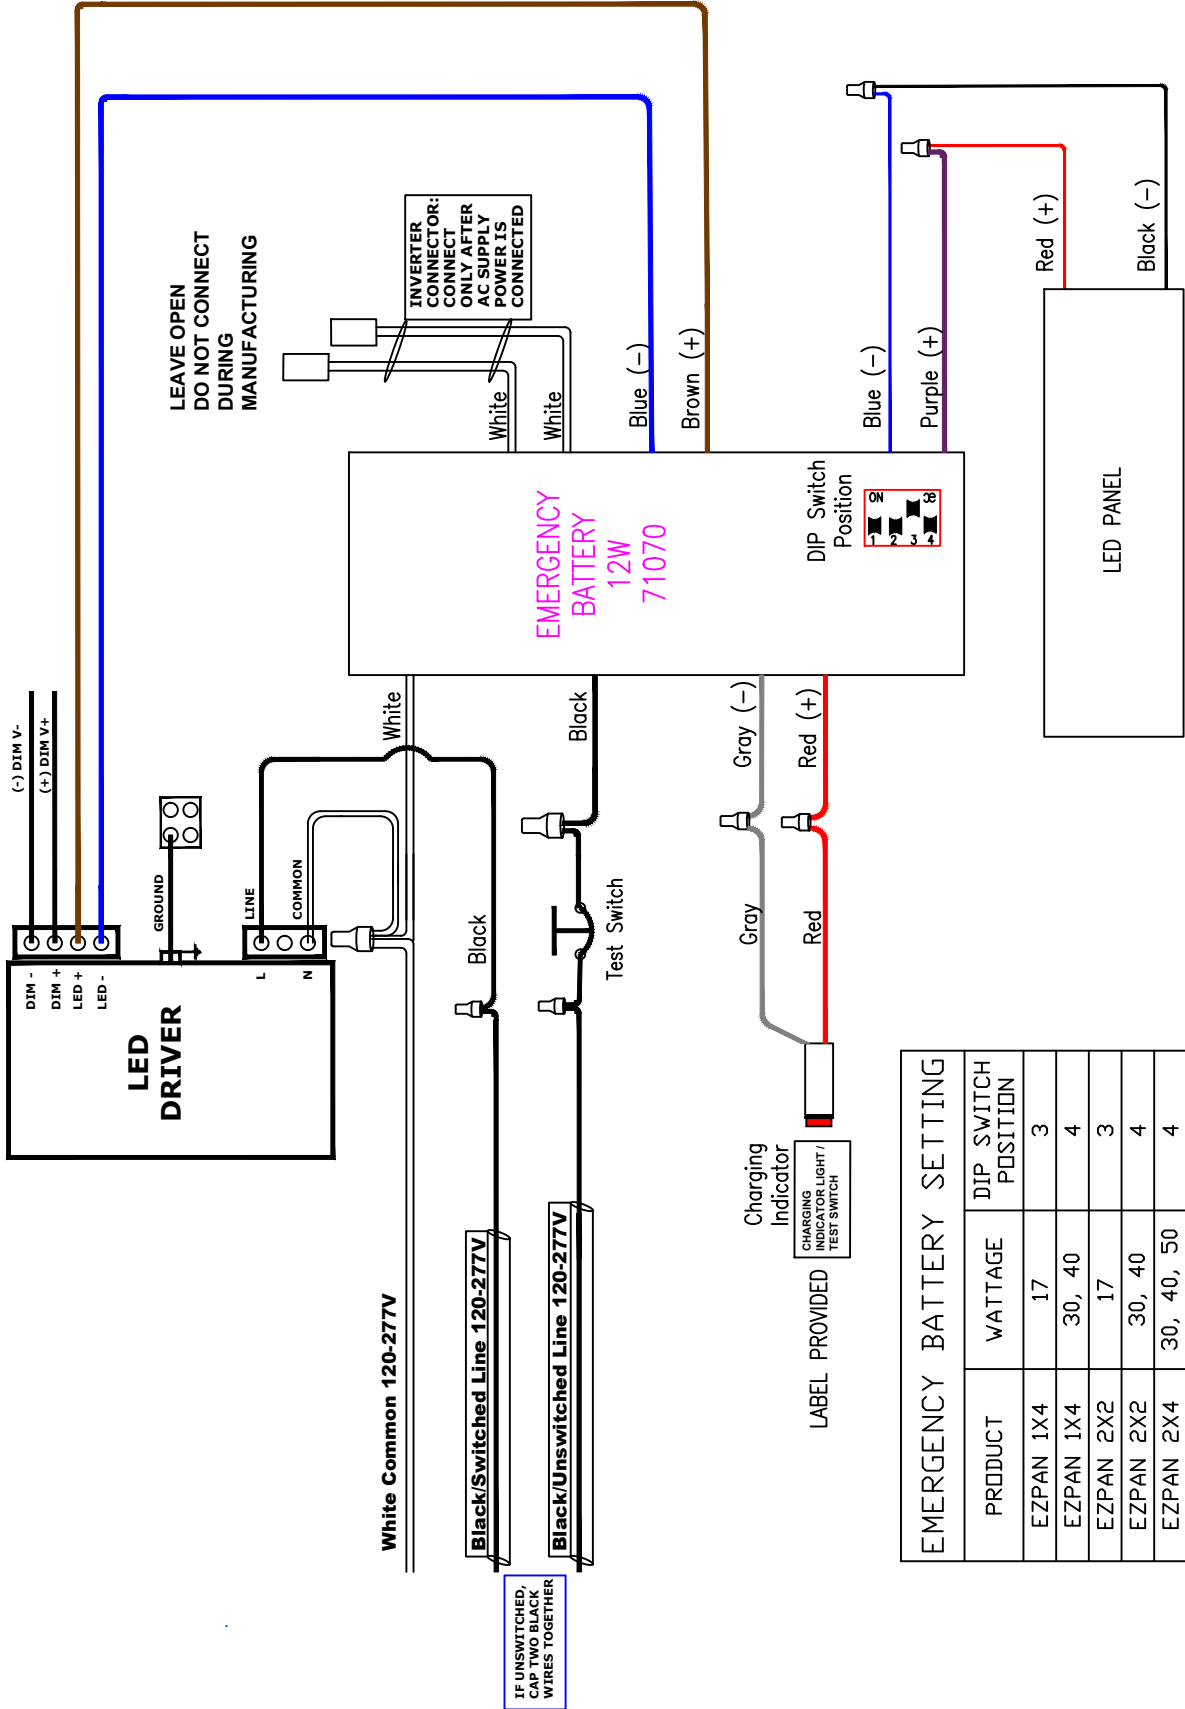 (-) DIM V-
(+) DIM V+
DIM -
DIM +
LED +
LED -
GROUND
LINE
COMMON
L
N
LED
DRIVER
LEAVE OPEN
DO NOT CONNECT
DURING
MANUFACTURING
INVERTER
CONNECTOR:
CONNECT
ONLY AFTER
AC SUPPLY
POWER IS
CONNECTED
White
White
Blue (-)
Brown (+)
Blue (-)
Purple (+)
Red (+)
Black (-)
EMERGENCY
BATTERY
12W
71070
DIP Switch
Position
ON
1
2
3
4
LED PANEL
White
Black
Gray (-)
Red (+)
Black
Test Switch
Gray
Red
White Common 120-277V
Black/Switched Line 120-277V
Black/Unswitched Line 120-277V
IF UNSWITCHED,
CAP TWO BLACK
WIRES TOGETHER
Charging
Indicator
CHARGING
INDICATOR LIGHT /
TEST SWITCH
LABEL PROVIDED
EMERGENCY BATTERY SETTING
PRODUCT WATTAGE DIP SWITCH POSITION
EZPAN 1X4 17 3
EZPAN 1X4 30, 40 4
EZPAN 2X2 17 3
EZPAN 2X2 30, 40 4
EZPAN 2X4 30, 40, 50 4